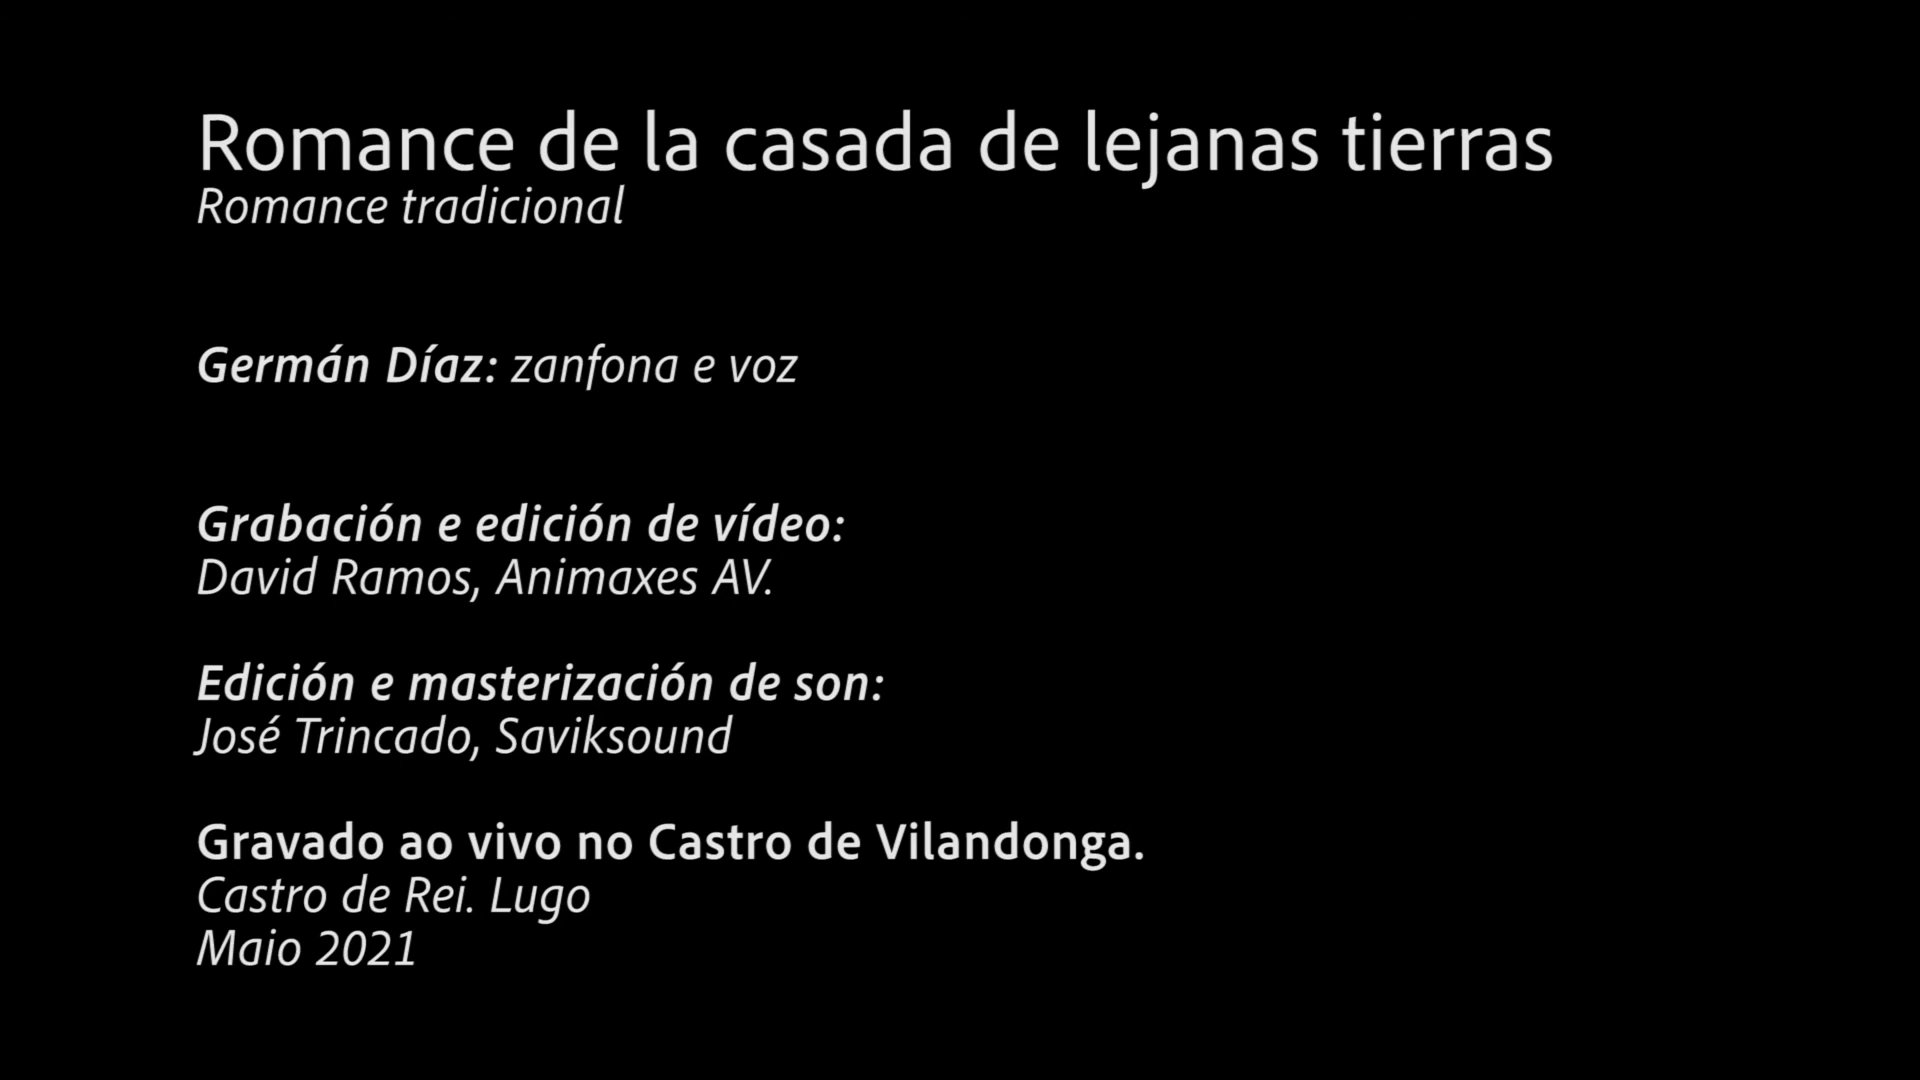 Romance de la casada de lejanas tierras
Romance tradicional
Germán Díaz: zanfona e voz
Grabación e edición de vídeo:
David Ramos, Animaxes AV.
Edición e masterización de son:
José Trincado, Saviksound
Gravado ao vivo no Castro de Vilandonga.
Castro de Rei. Lugo
Maio 2021